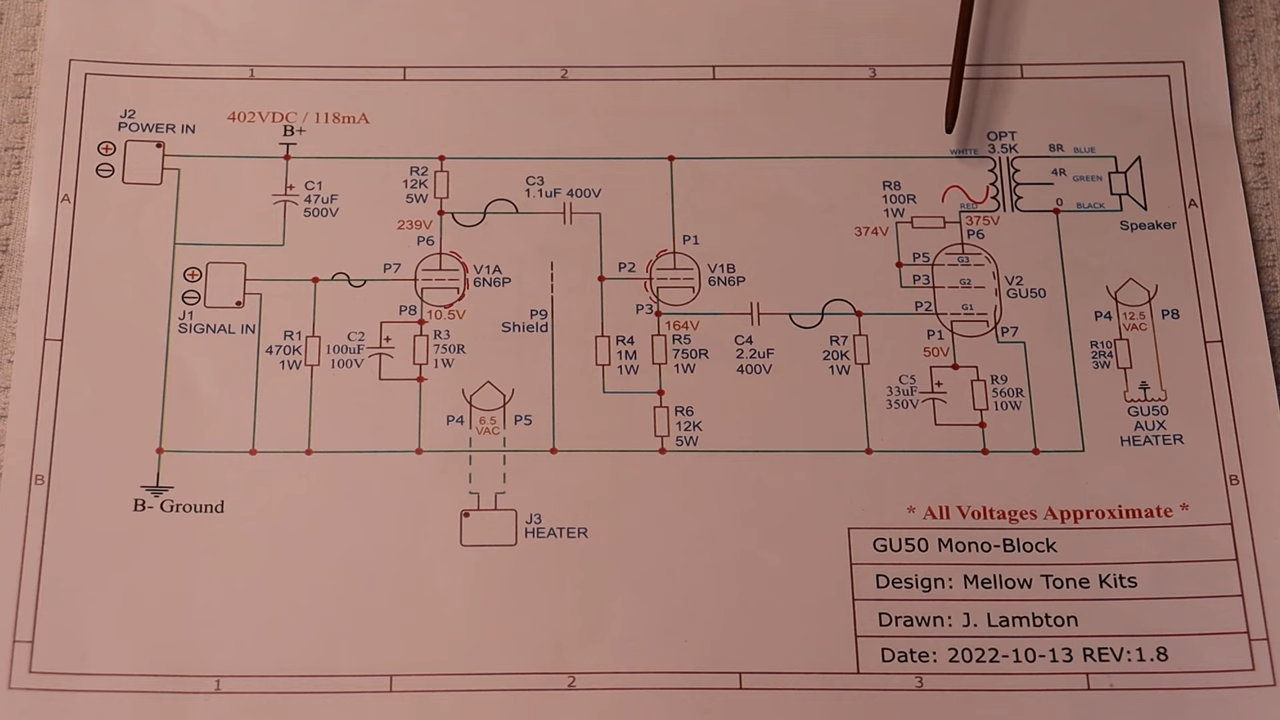 1
2
3
J2
POWER IN
402VDC / 118mA
B+
C1
47uF
500V
R2
12K
5W
239V
P6
C3
1.1uF 400V
P1
R8
100R
1W
374V
WHITE
OPT
3.5K
RED
375V
P6
8R
BLUE
4R
GREEN
0
BLACK
Speaker
A
A
J1
SIGNAL IN
P7
V1A
6N6P
P8
10.5V
R1
470K
1W
C2
100uF
100V
R3
750R
1W
P9
Shield
P2
V1B
6N6P
P3
164V
R4
1M
1W
R5
750R
1W
C4
2.2uF
400V
R6
12K
5W
R7
20K
1W
P5
P3
P2
G3
G2
G1
V2
GU50
P1
P7
50V
C5
33uF
350V
R9
560R
10W
P4
12.5
VAC
P8
R10
2R4
3W
GU50
AUX
HEATER
P4
6.5
VAC
P5
J3
HEATER
B
B
B- Ground
* All Voltages Approximate *
GU50 Mono-Block
Design: Mellow Tone Kits
Drawn: J. Lambton
Date: 2022-10-13 REV:1.8
1
2
3